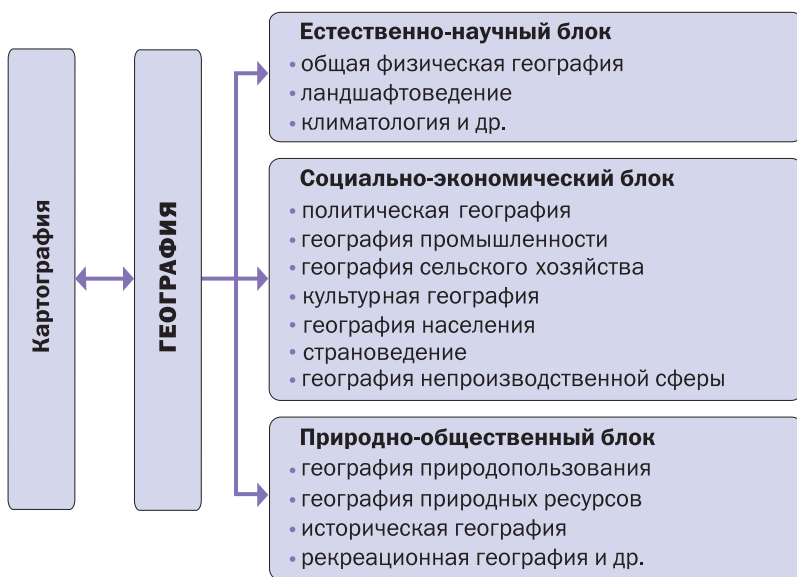 Картография
ГЕОГРАФИЯ
Естественно-научный блок
• общая физическая география
• ландшафтоведение
• климатология и др.
Социально-экономический блок
• политическая география
• география промышленности
• география сельского хозяйства
• культурная география
• география населения
• страноведение
• география непроизводственной сферы
Природно-общественный блок
• география природопользования
• география природных ресурсов
• историческая география
• рекреационная география и др.